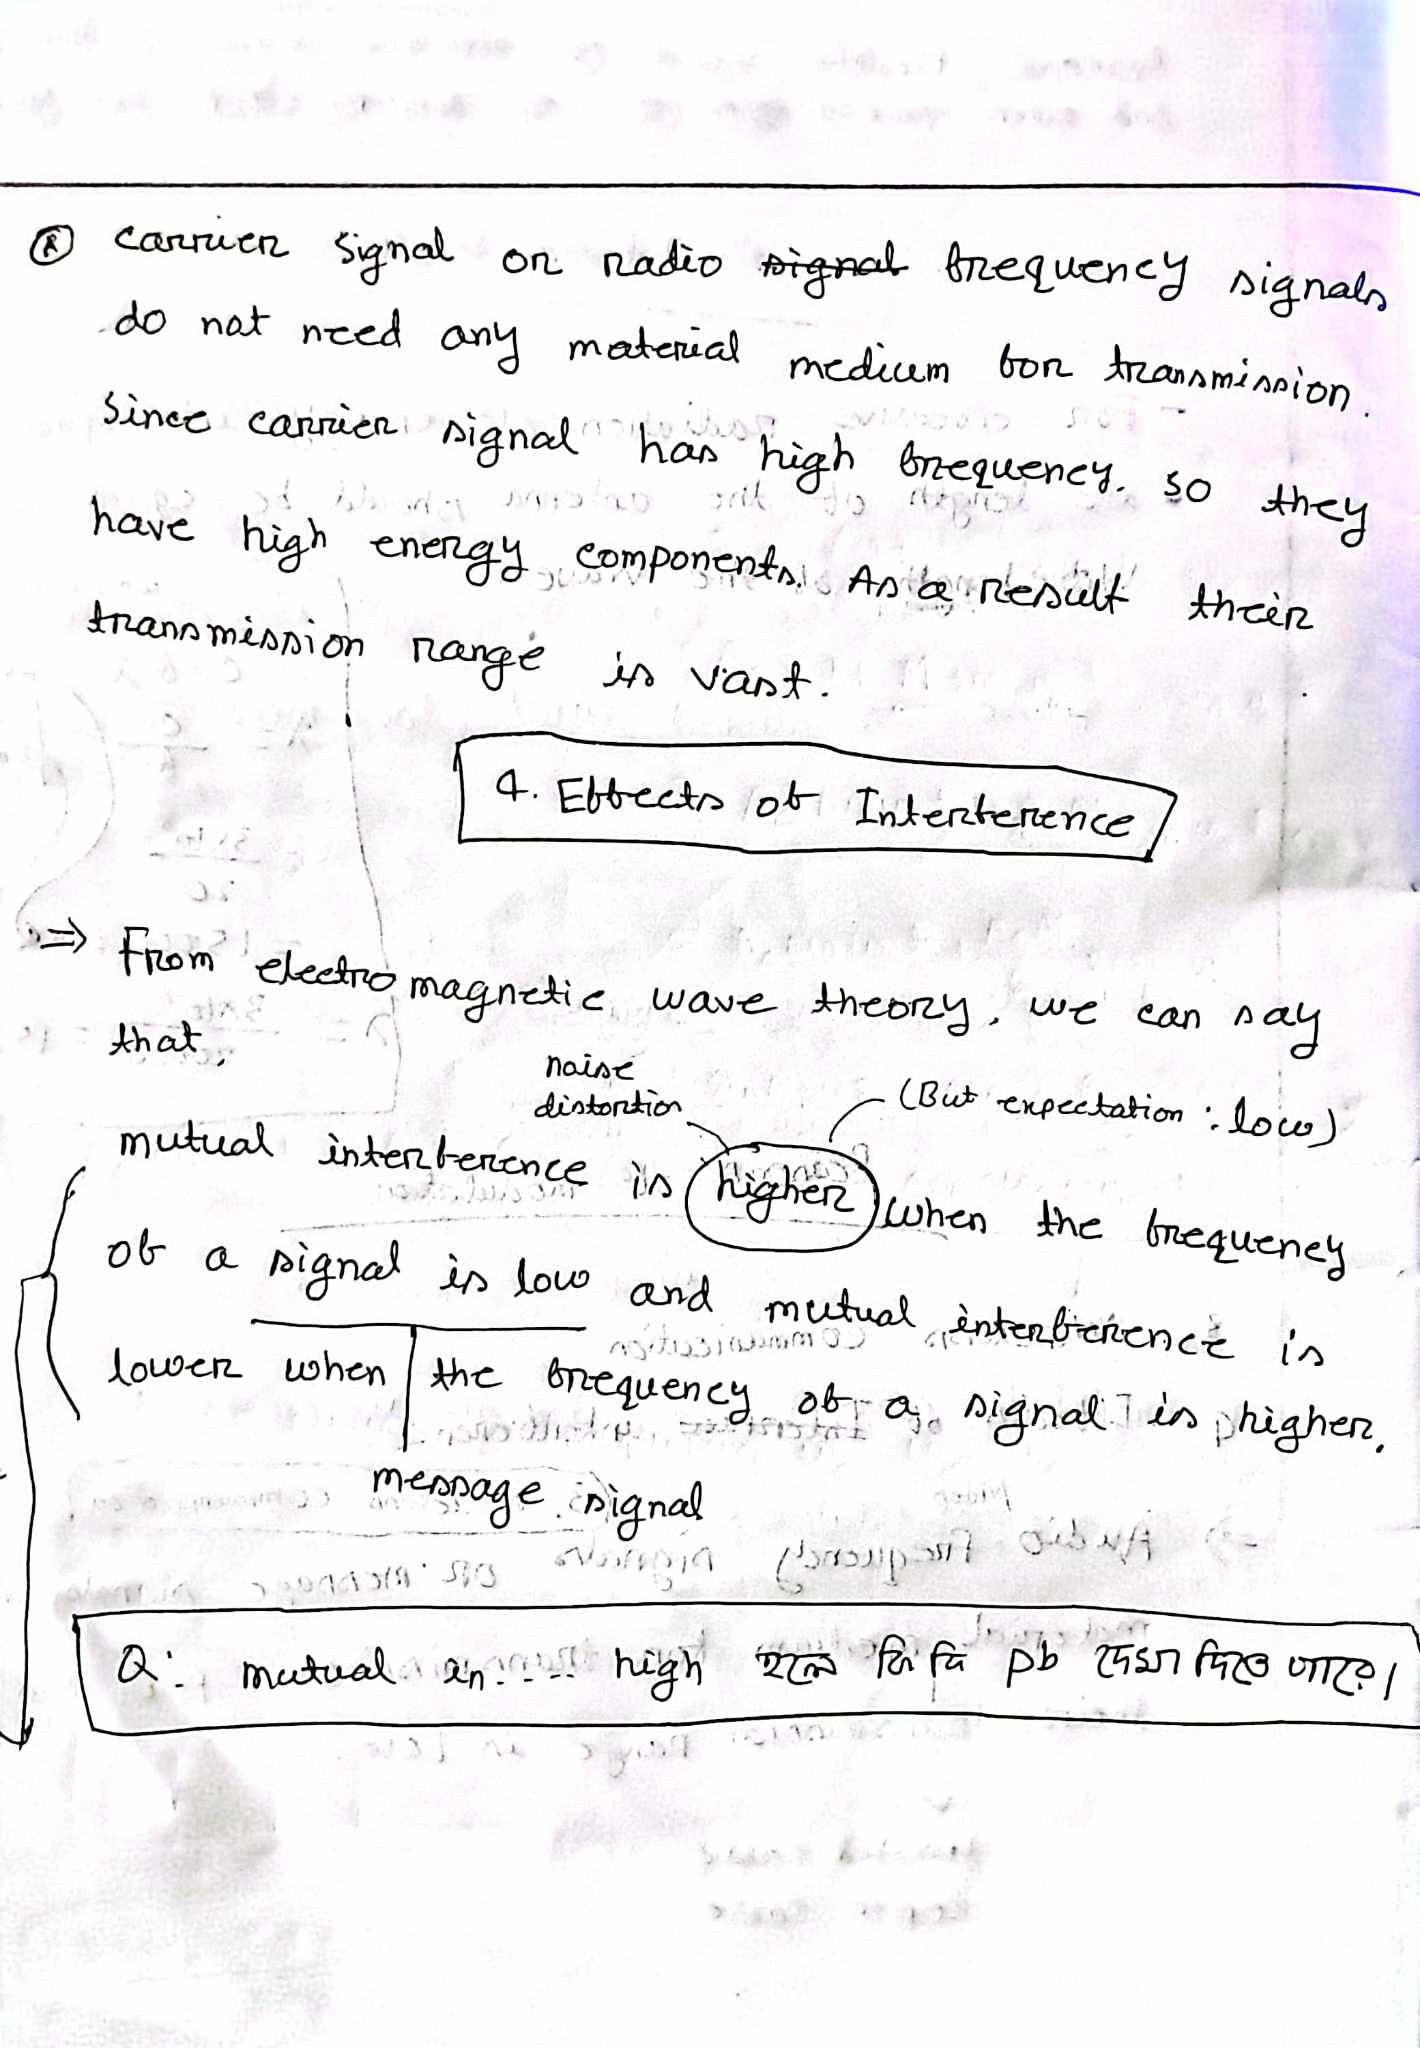 Ⓡ carrier signal or radio signal frequency signals
do not need any material medium for transmission.
Since carrier signal has high frequency. so they
have high energy components. As a result their
transmission range is vast.
4. Effects of Interference
⇒ From electromagnetic wave theory, we can say
that,
noise
distortion
(But expectation : low)
mutual interference is higher when the frequency
of a signal is low and mutual interference is
lower when the frequency of a signal is higher.
message signal
Q: mutual in.... high হলে কি কি pb দেখা দিতে পারে।